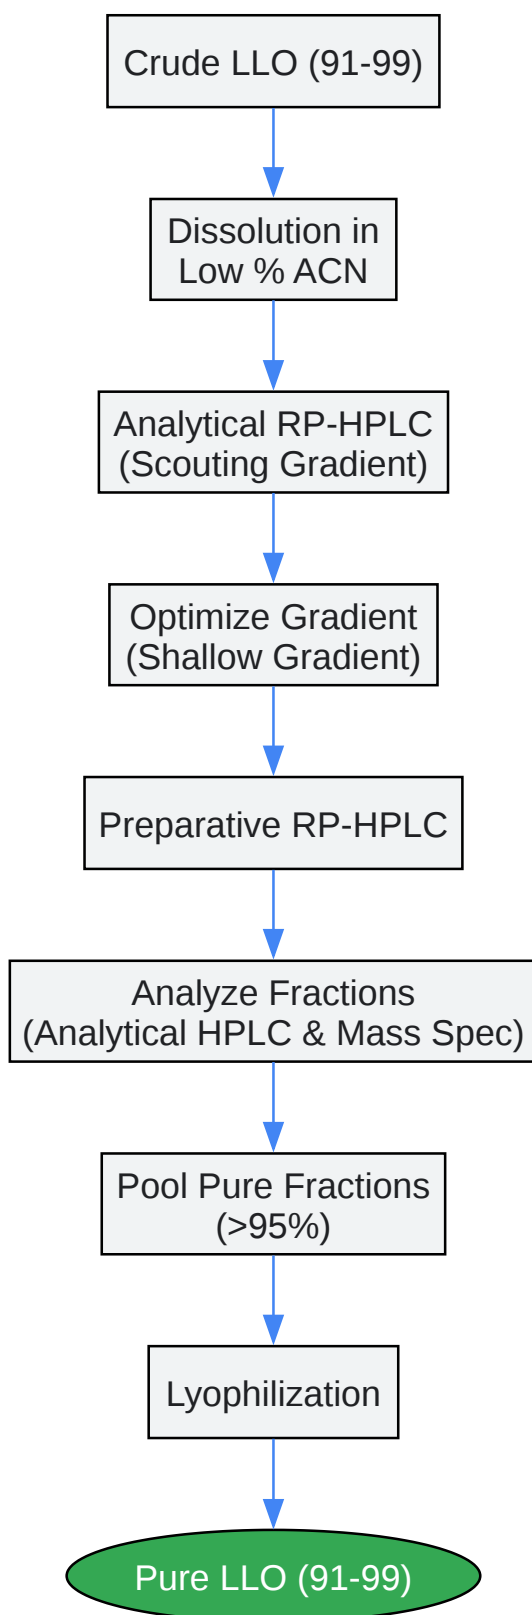 Crude LLO (91-99)
Dissolution in
Low % ACN
Analytical RP-HPLC
(Scouting Gradient)
Optimize Gradient
(Shallow Gradient)
Preparative RP-HPLC
Analyze Fractions
(Analytical HPLC & Mass Spec)
Pool Pure Fractions
(>95%)
Lyophilization
Pure LLO (91-99)